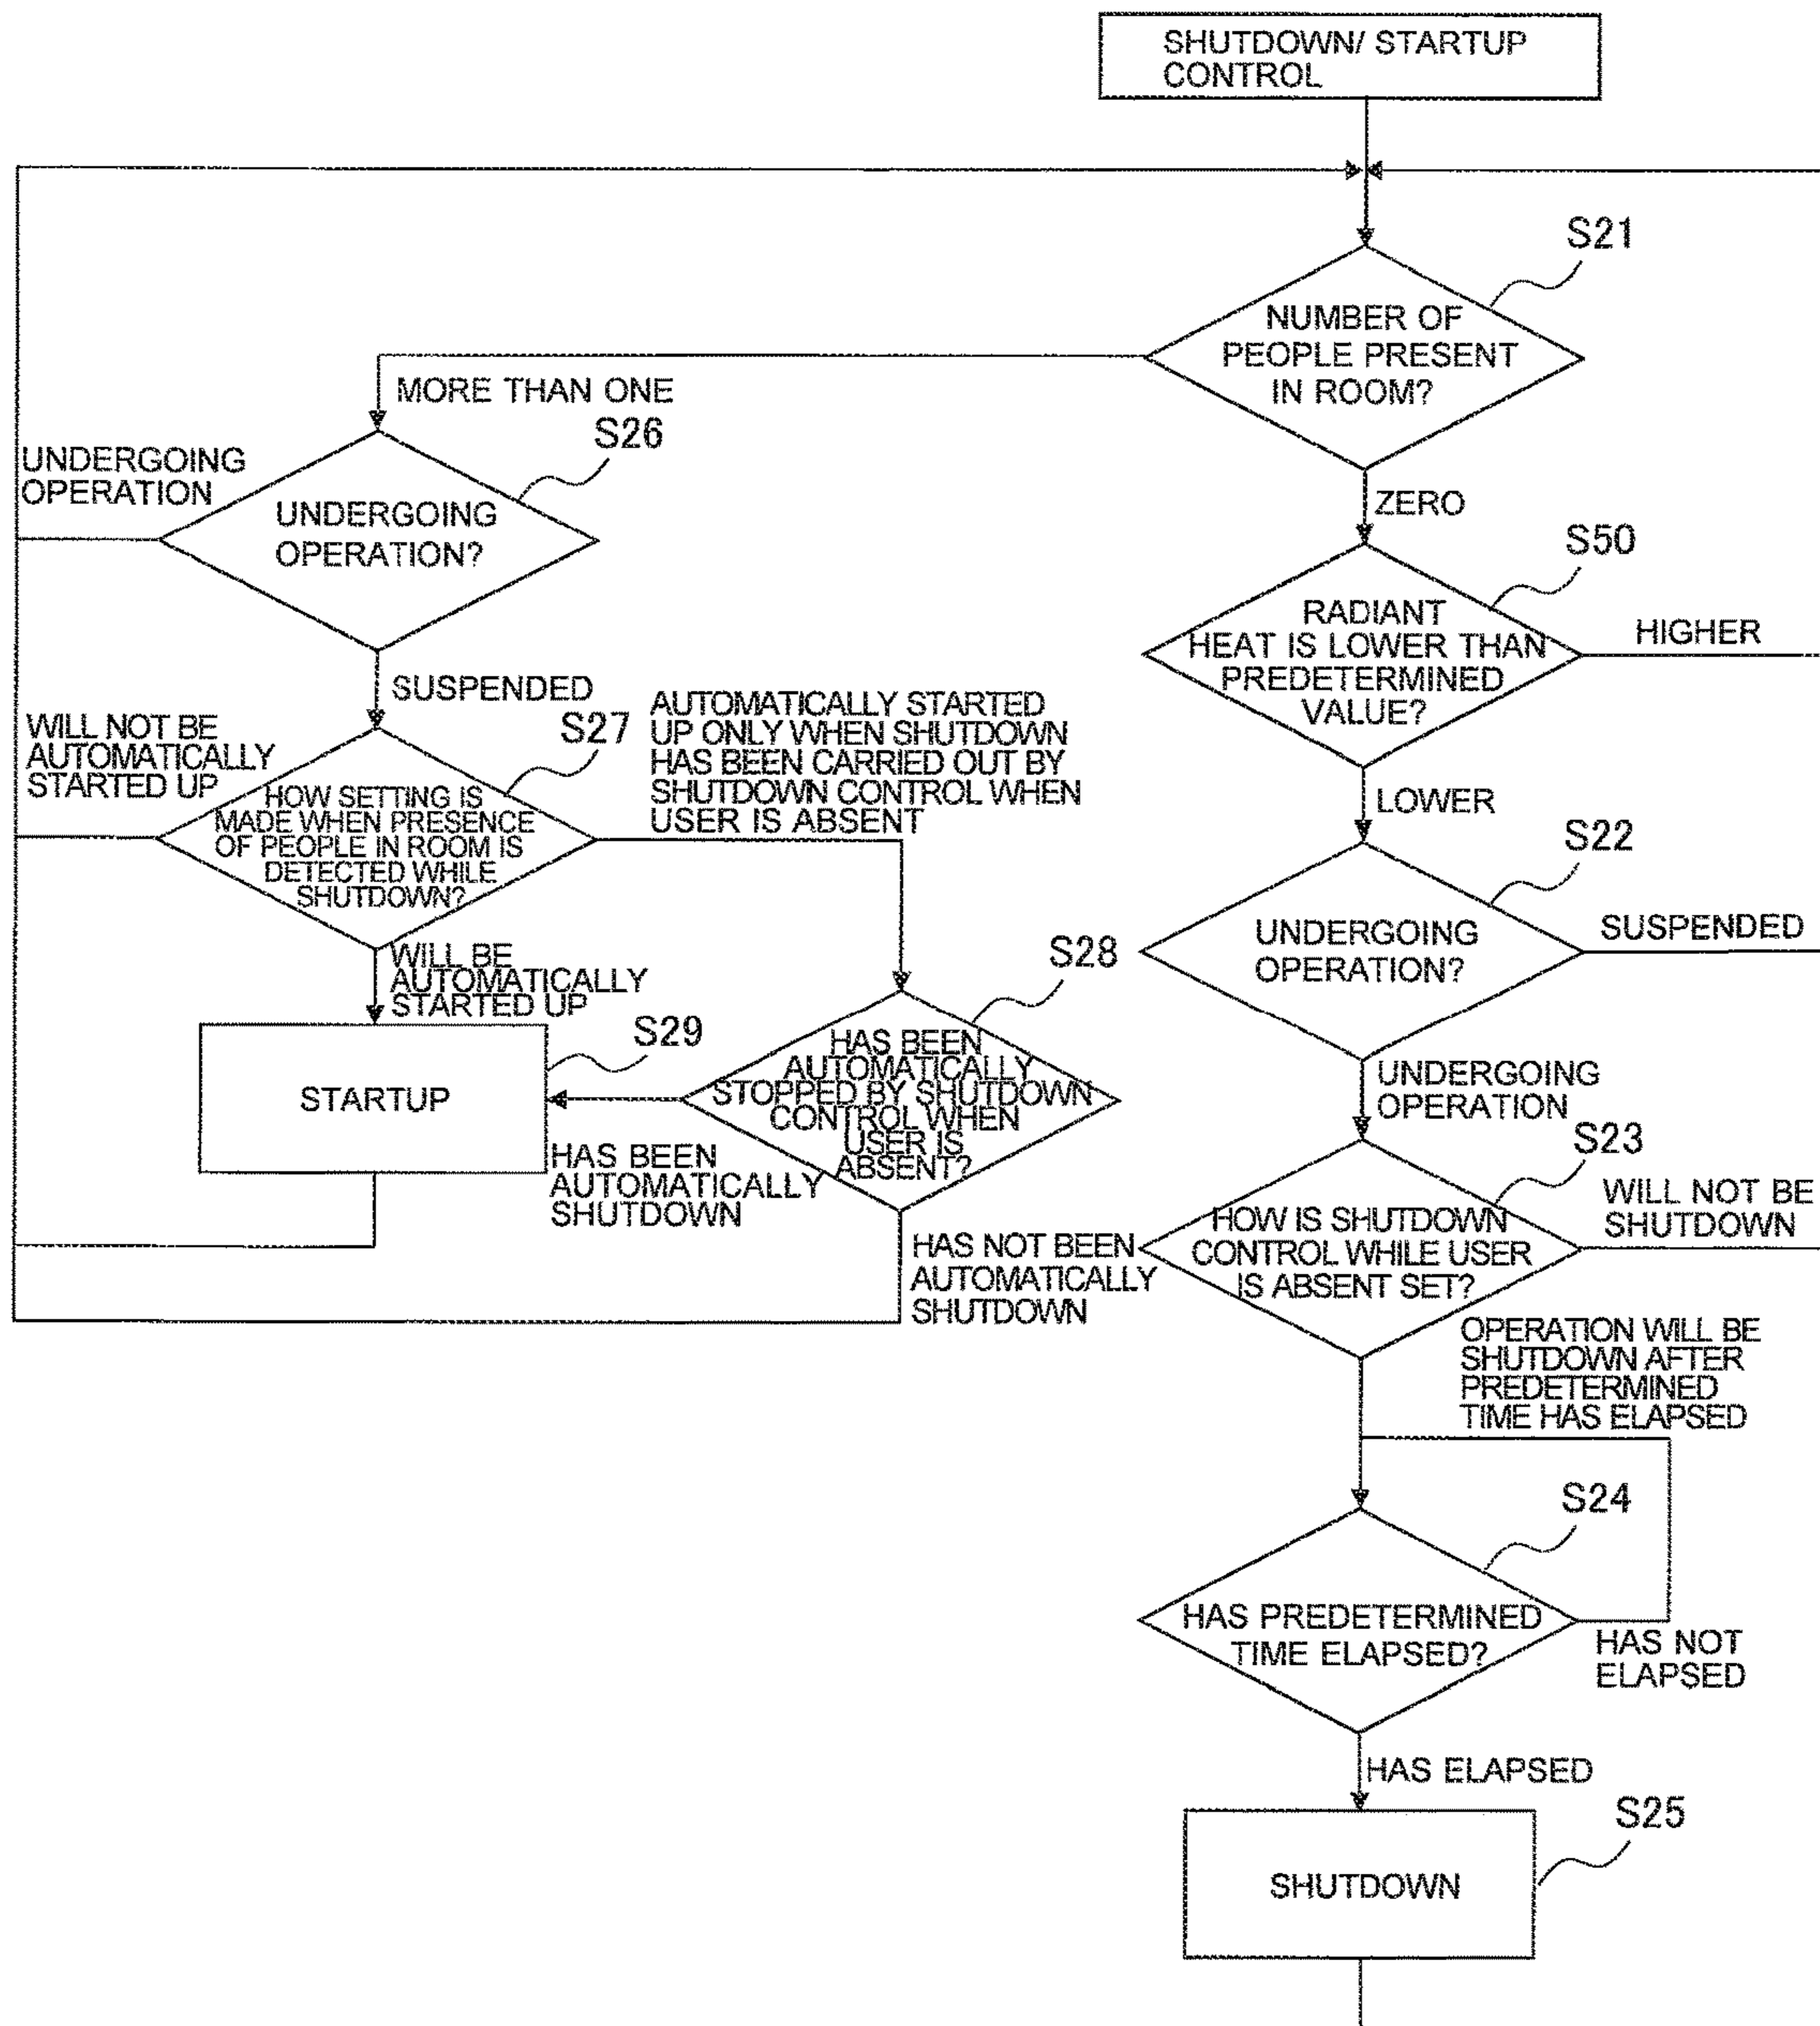 SHUTDOWN/ STARTUP
CONTROL
S21
NUMBER OF
PEOPLE PRESENT
IN ROOM?
MORE THAN ONE
ZERO
S26
UNDERGOING
OPERATION
UNDERGOING
OPERATION?
SUSPENDED
S50
RADIANT
HEAT IS LOWER THAN
PREDETERMINED
VALUE?
HIGHER
LOWER
WILL NOT BE
AUTOMATICALLY
STARTED UP
S27
HOW SETTING IS
MADE WHEN PRESENCE
OF PEOPLE IN ROOM IS
DETECTED WHILE
SHUTDOWN?
AUTOMATICALLY STARTED
UP ONLY WHEN SHUTDOWN
HAS BEEN CARRIED OUT BY
SHUTDOWN CONTROL WHEN
USER IS ABSENT
WILL BE
AUTOMATICALLY
STARTED UP
S22
UNDERGOING
OPERATION?
SUSPENDED
UNDERGOING
OPERATION
S29
STARTUP
S28
HAS BEEN
AUTOMATICALLY
STOPPED BY SHUTDOWN
CONTROL WHEN
USER IS
ABSENT?
HAS BEEN
AUTOMATICALLY
SHUTDOWN
HAS NOT BEEN
AUTOMATICALLY
SHUTDOWN
S23
HOW IS SHUTDOWN
CONTROL WHILE USER
IS ABSENT SET?
WILL NOT BE
SHUTDOWN
OPERATION WILL BE
SHUTDOWN AFTER
PREDETERMINED
TIME HAS ELAPSED
S24
HAS PREDETERMINED
TIME ELAPSED?
HAS NOT
ELAPSED
HAS ELAPSED
S25
SHUTDOWN